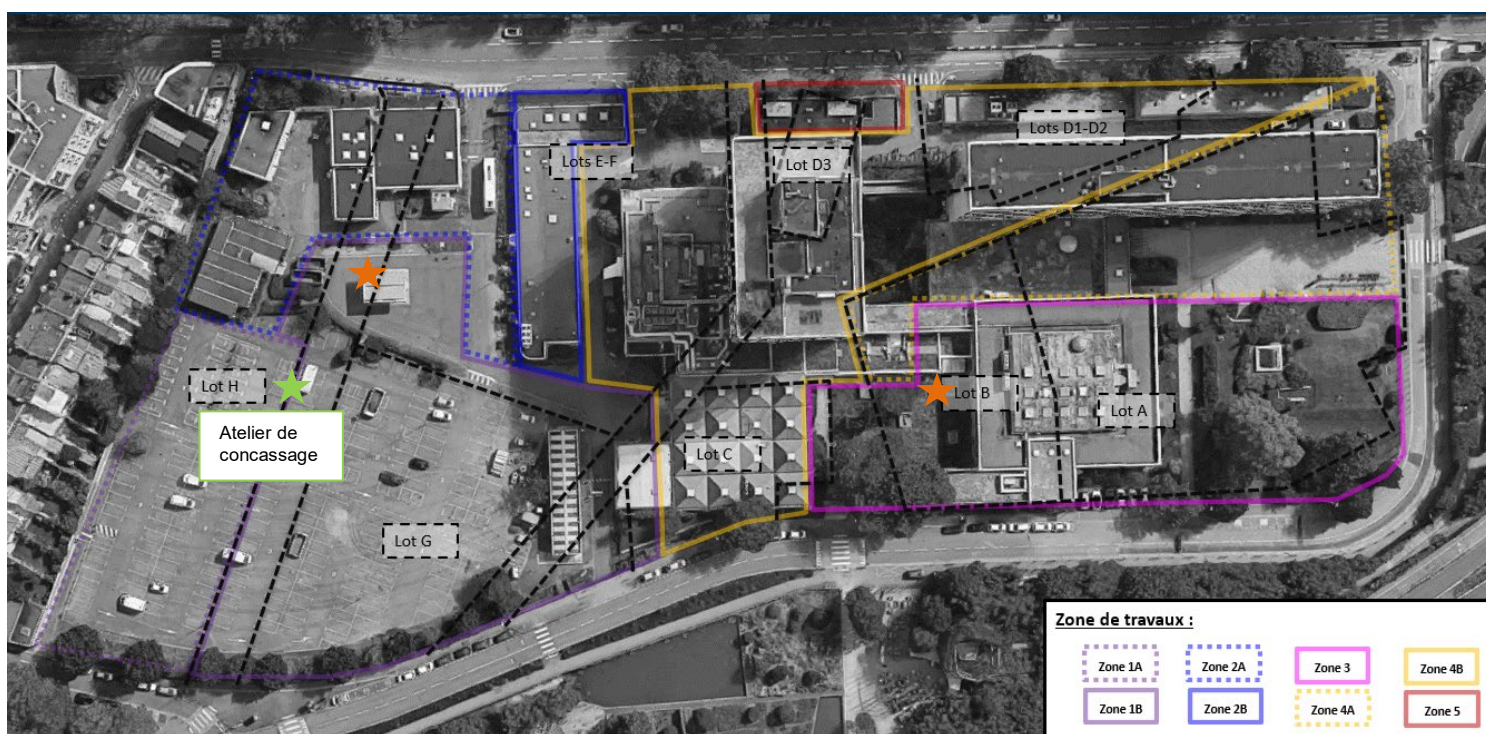 Lots D1-D2
Lots E-F
Lot D3
Lot H
Lot B
Lot A
Atelier de
concassage
Lot C
Lot G
Zone de travaux :
Zone 1A
Zone 2A
Zone 3
Zone 4B
Zone 1B
Zone 2B
Zone 4A
Zone 5